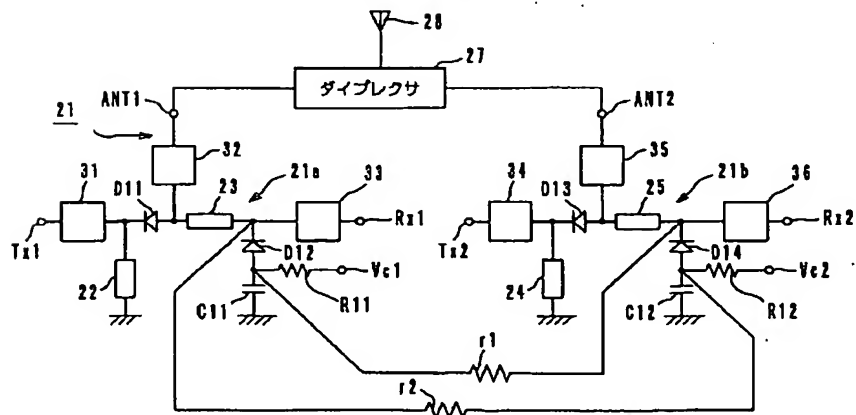 28
27
ダイプレクサ
ANT1
ANT2
21
32
35
31
D11
23
21a
33
34
D13
25
21b
36
Tx1
Rx1
Tx2
Rx2
D12
D14
22
Vc1
24
Vc2
C11
R11
C12
R12
r1
r2